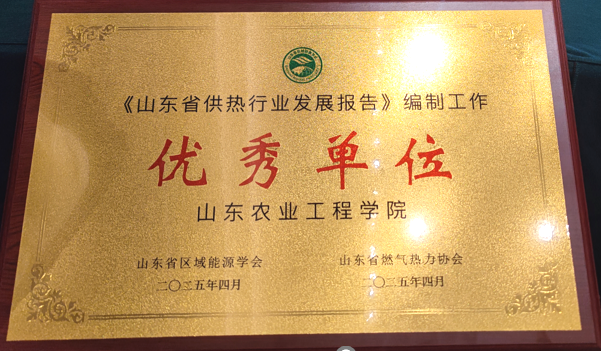 《山东省供热行业发展报告》编制工作
优秀单位
山东农业工程学院
山东省区域能源学会 山东省燃气热力协会
二〇二五年四月 二〇二五年四月